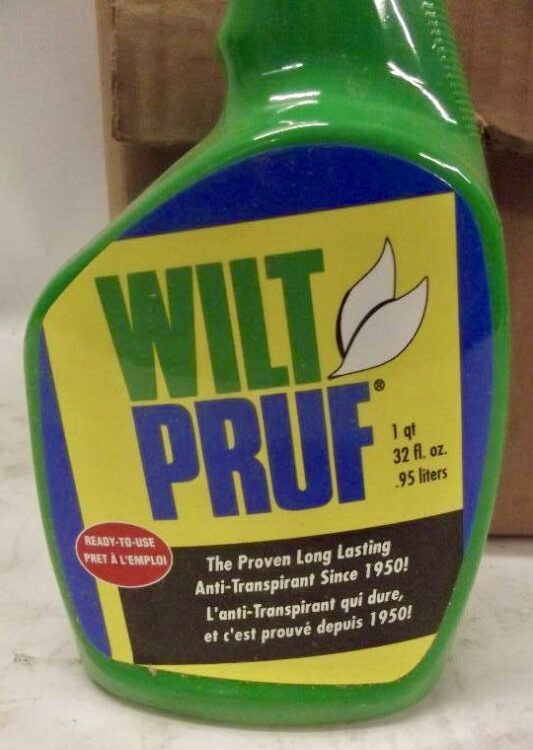 WILT
PRUF®
1 qt
32 fl. oz.
.95 liters
READY-TO-USE
PRET À L'EMPLOI
The Proven Long Lasting
Anti-Transpirant Since 1950!
L'anti-Transpirant qui dure,
et c'est prouvé depuis 1950!